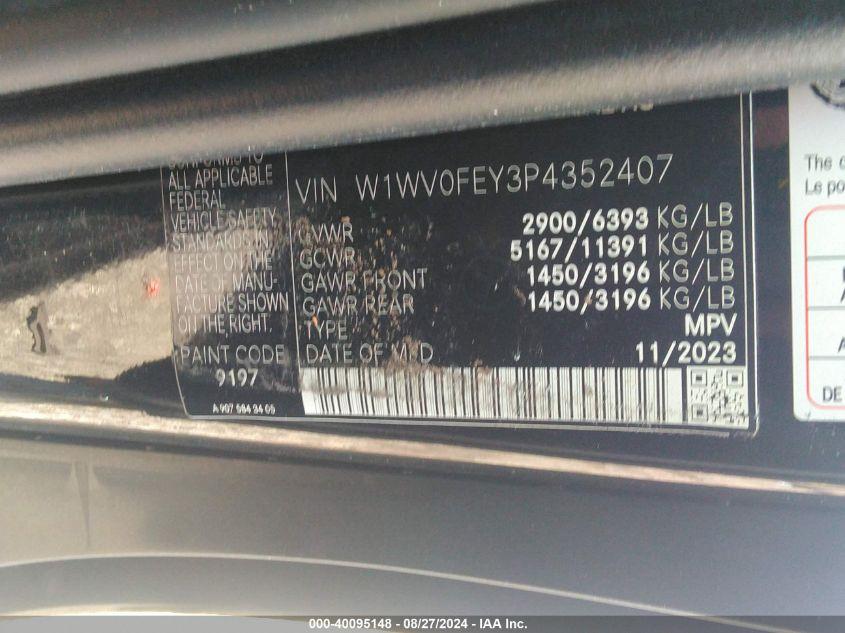 CONFORMS TO
ALL APPLICABLE
FEDERAL
VEHICLE SAFETY
STANDARDS IN
EFFECT ON THE
DATE OF MANU-
FACTURE SHOWN
ON THE RIGHT.
PAINT CODE
9197
A 907 584 34 05
VIN W1WV0FEY3P4352407
GVWR 2900/6393 KG/LB
GCWR 5167/11391 KG/LB
GAWR FRONT 1450/3196 KG/LB
GAWR REAR 1450/3196 KG/LB
TYPE MPV
DATE OF MFD 11/2023
The
Le
DE
000-40095148 - 08/27/2024 - IAA Inc.